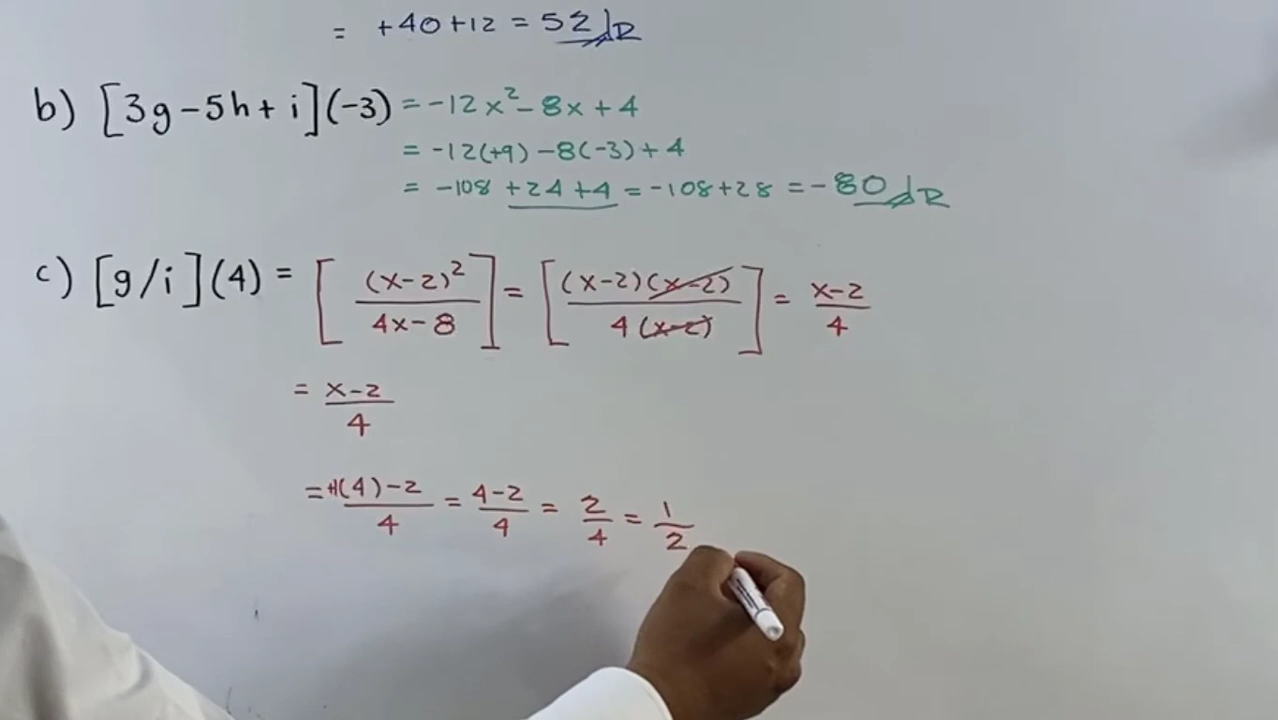 = +40+12 = 52 //R
b) [3g-5h+i](-3) = -12x²-8x+4
= -12(+9) -8(-3)+4
= -108 +24 +4 = -108+28 = -80 //R
c) [g/i](4) = [(x-2)²/4x-8] = [(x-2)(x-2)/4(x-2)] = x-2/4
= x-2/4
= +1(4)-2/4 = 4-2/4 = 2/4 = 1/2